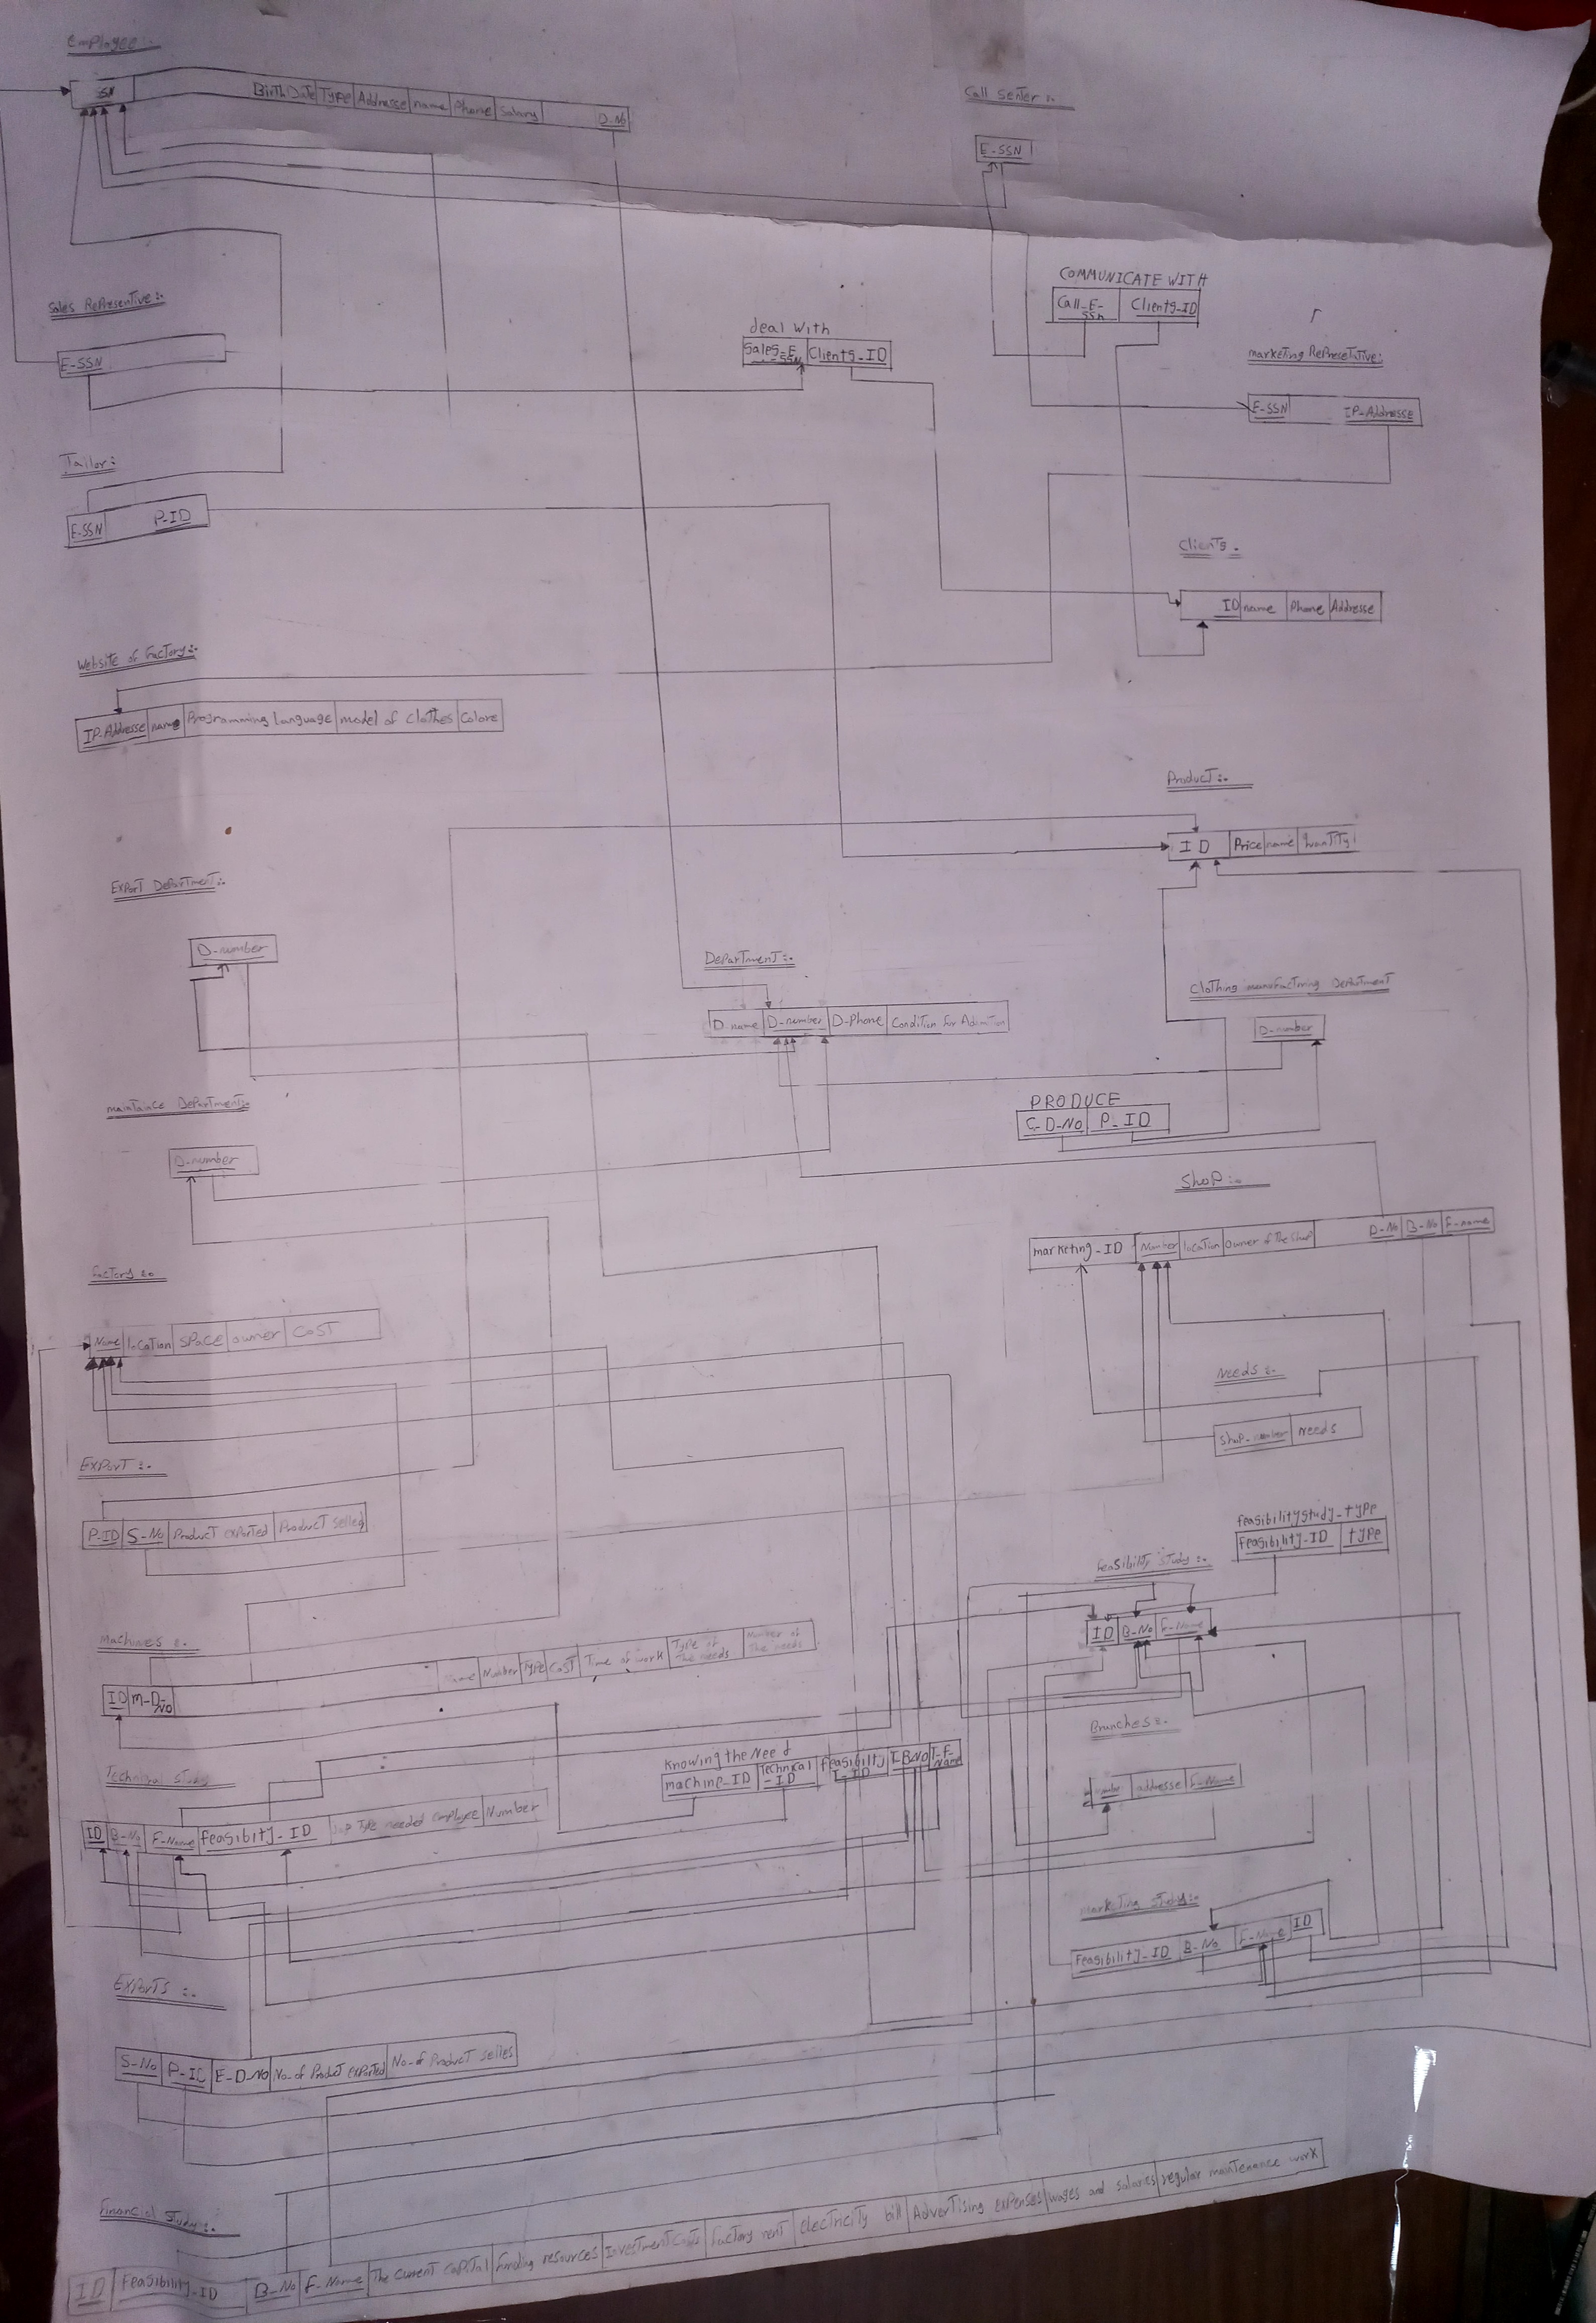 Employee :-
SSN Birth Date Type Addresse name Phone Salary D-No
Call Senter :-
E-SSN
COMMUNICATE WITH
Call-E-SSN Clients-ID
Sales Representive :-
E-SSN
deal with
Sales-E-SSN Clients-ID
marketing Represetitive:
E-SSN IP-Addresse
Tailor :-
E-SSN P-ID
Clients :-
ID name Phone Addresse
Website of factory :-
IP-Addresse name Programming language model of clothes Colore
Product :-
ID Price name Quantity
Export Department :-
D-number
Department :-
D-name D-number D-Phone Condition for
Clothing manufactring Department
D-number
maintaince Department :-
D-number
PRODUCE
C-D-No P-ID
Shop :-
marketing-ID Number location Owner of the shop D-No B-No F-name
factory :-
Name location space owner cost
Needs :-
shop-number needs
Export :-
P-ID S-No Product exported Product selled
feasibilitystudy-type
feasibility-ID type
feasibility study :-
ID B-No F-Name
Machines :-
ID M-D-No name Number Type Cost Time of work Type of The needs Number of The needs
Branches :-
number addresse F-Name
Knowing the Need
machine-ID Technical-ID feasibilty T-ID T-B-No T-F-Name
Technical study
ID B-No F-Name feasibity-ID Type needed employee Number
marketing study :-
Feasibility-ID B-No F-Name ID
Exports :-
S-No P-ID E-D-No No-of Product exported No-of Product selles
Financial study :-
ID Feasibility-ID B-No F-Name The current capital funding resources Investment costs factory rent Electricity bill Advertising expenses wages and salaries regular maintenance work